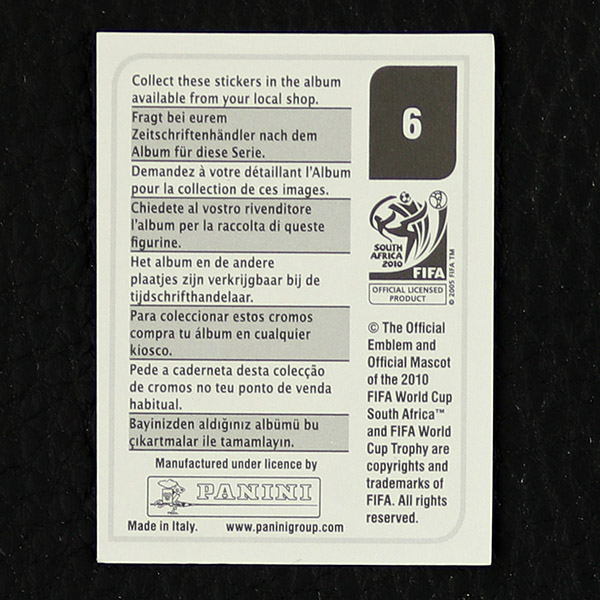 Collect these stickers in the album
available from your local shop.
Fragt bei eurem
Zeitschriftenhändler nach dem
Album für diese Serie.
Demandez à votre détaillant l'Album
pour la collection de ces images.
Chiedete al vostro rivenditore
l'album per la raccolta di queste
figurine.
Het album en de andere
plaatjes zijn verkrijgbaar bij de
tijdschrifthandelaar.
Para coleccionar estos cromos
compra tu álbum en cualquier
kiosco.
Pede a caderneta desta colecção
de cromos no teu ponto de venda
habitual.
Bayinizden aldığınız albümü bu
çıkartmalar ile tamamlayın.
Manufactured under licence by
PANINI
Made in Italy. www.paninigroup.com
6
SOUTH
AFRICA
2010
FIFA
OFFICIAL LICENSED
PRODUCT
© 2005 FIFA TM
© The Official
Emblem and
Official Mascot
of the 2010
FIFA World Cup
South Africa™
and FIFA World
Cup Trophy are
copyrights and
trademarks of
FIFA. All rights
reserved.